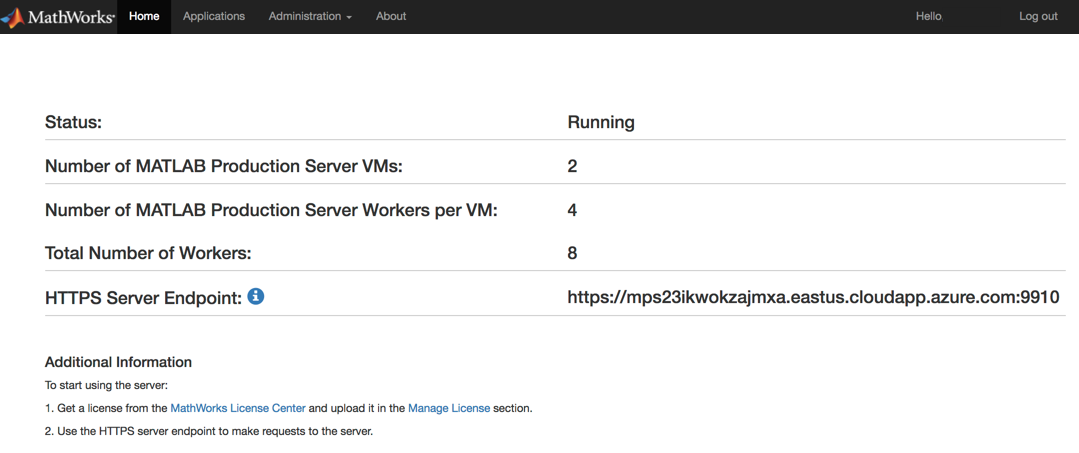 MathWorks® Home Applications Administration About Hello Log out
Status: Running
Number of MATLAB Production Server VMs: 2
Number of MATLAB Production Server Workers per VM: 4
Total Number of Workers: 8
HTTPS Server Endpoint: https://mps23ikwokzajmxa.eastus.cloudapp.azure.com:9910
Additional Information
To start using the server:
1. Get a license from the MathWorks License Center and upload it in the Manage License section.
2. Use the HTTPS server endpoint to make requests to the server.